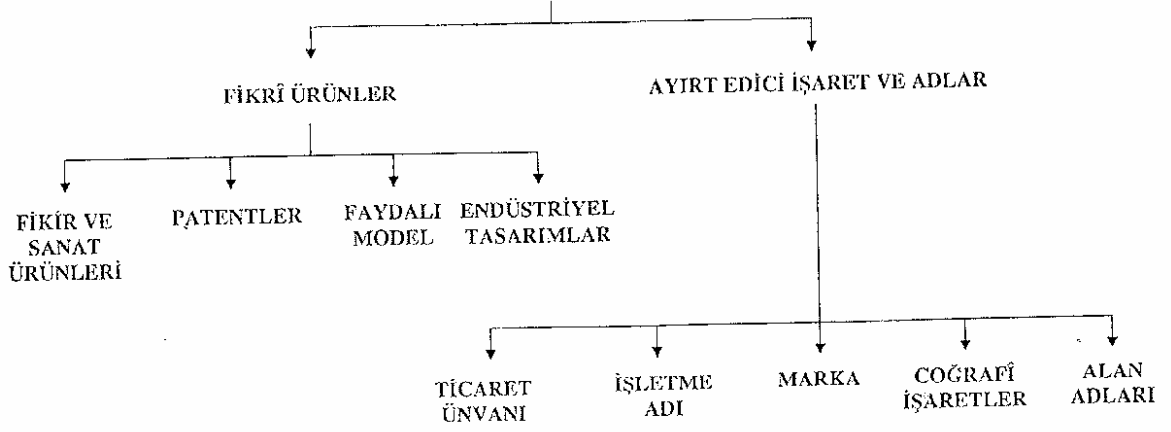 FİKRÎ ÜRÜNLER
AYIRT EDİCİ İŞARET VE ADLAR
FİKİR VE
SANAT
ÜRÜNLERİ
PATENTLER
FAYDALI
MODEL
ENDÜSTRİYEL
TASARIMLAR
TİCARET
ÜNVANI
İŞLETME
ADI
MARKA
COĞRAFÎ
İŞARETLER
ALAN
ADLARI